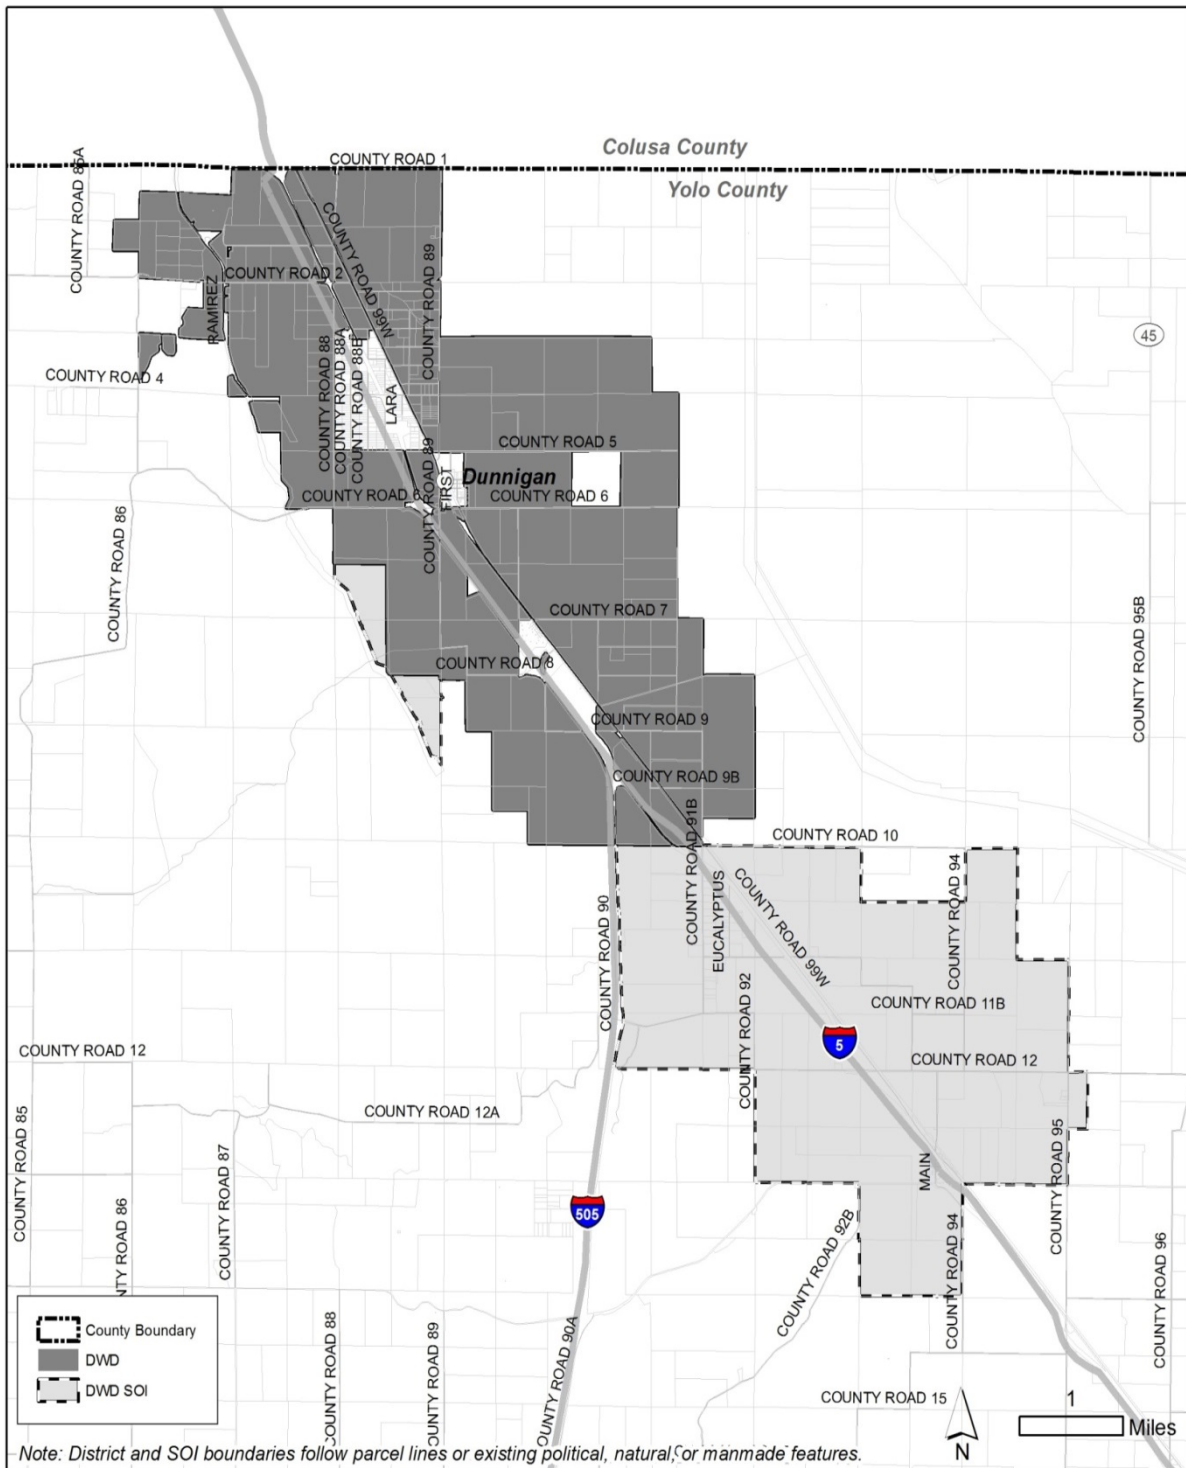 Colusa County
COUNTY ROAD 1
Yolo County
COUNTY ROAD 85A
COUNTY ROAD 99W
COUNTY ROAD 89
COUNTY ROAD 2
RAMIREZ
45
COUNTY ROAD 4
COUNTY ROAD 88
COUNTY ROAD 88A
COUNTY ROAD 88B
LARA
COUNTY ROAD 89
COUNTY ROAD 5
FIRST
Dunnigan
COUNTY ROAD 6
COUNTY ROAD 6
COUNTY ROAD 86
COUNTY ROAD 7
COUNTY ROAD 95B
COUNTY ROAD 8
COUNTY ROAD 9
COUNTY ROAD 9B
COUNTY ROAD 91B
COUNTY ROAD 10
EUCALYPTUS
COUNTY ROAD 99W
COUNTY ROAD 94
COUNTY ROAD 90
COUNTY ROAD 92
COUNTY ROAD 11B
5
COUNTY ROAD 12
COUNTY ROAD 12
COUNTY ROAD 12A
COUNTY ROAD 85
COUNTY ROAD 87
COUNTY ROAD 95
MAIN
505
NTY ROAD 86
COUNTY ROAD 92B
COUNTY ROAD 94
COUNTY ROAD 96
County Boundary
DWD
DWD SOI
COUNTY ROAD 88
COUNTY ROAD 89
COUNTY ROAD 90A
COUNTY ROAD 15
1
Miles
N
Note: District and SOI boundaries follow parcel lines or existing political, natural, or manmade features.